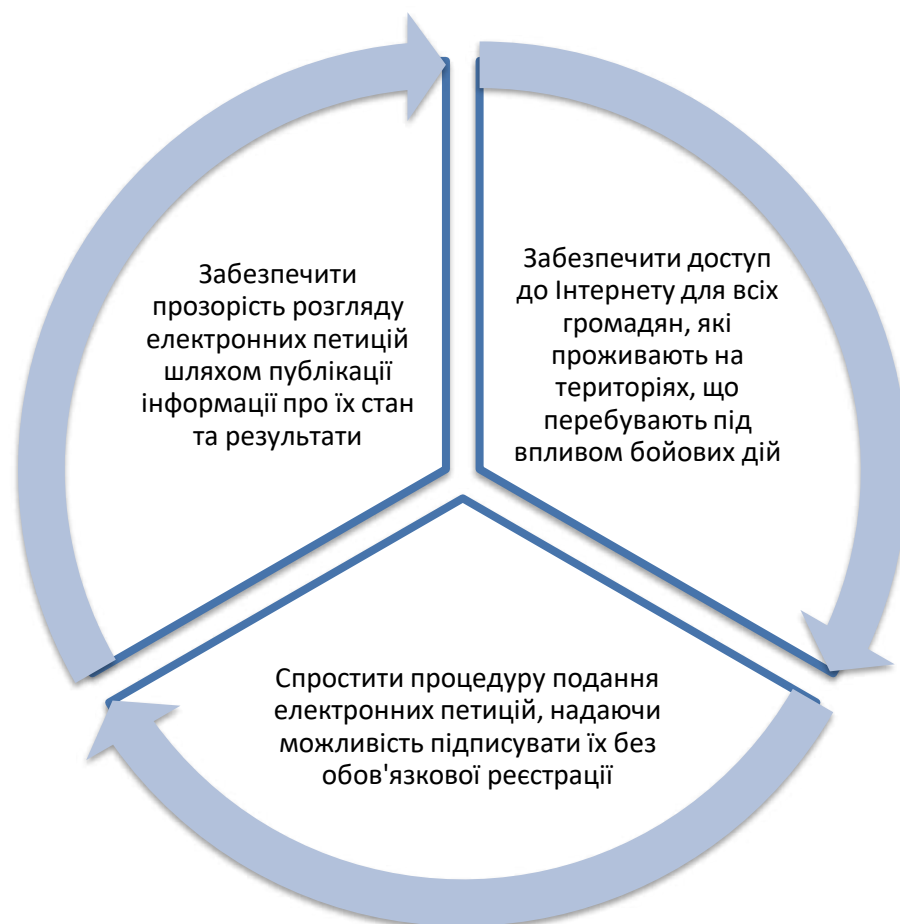 Забезпечити
прозорість розгляду
електронних петицій
шляхом публікації
інформації про їх стан
та результати
Забезпечити доступ
до Інтернету для всіх
громадян, які
проживають на
територіях, що
перебувають під
впливом бойових дій
Спростити процедуру подання
електронних петицій, надаючи
можливість підписувати їх без
обов'язкової реєстрації